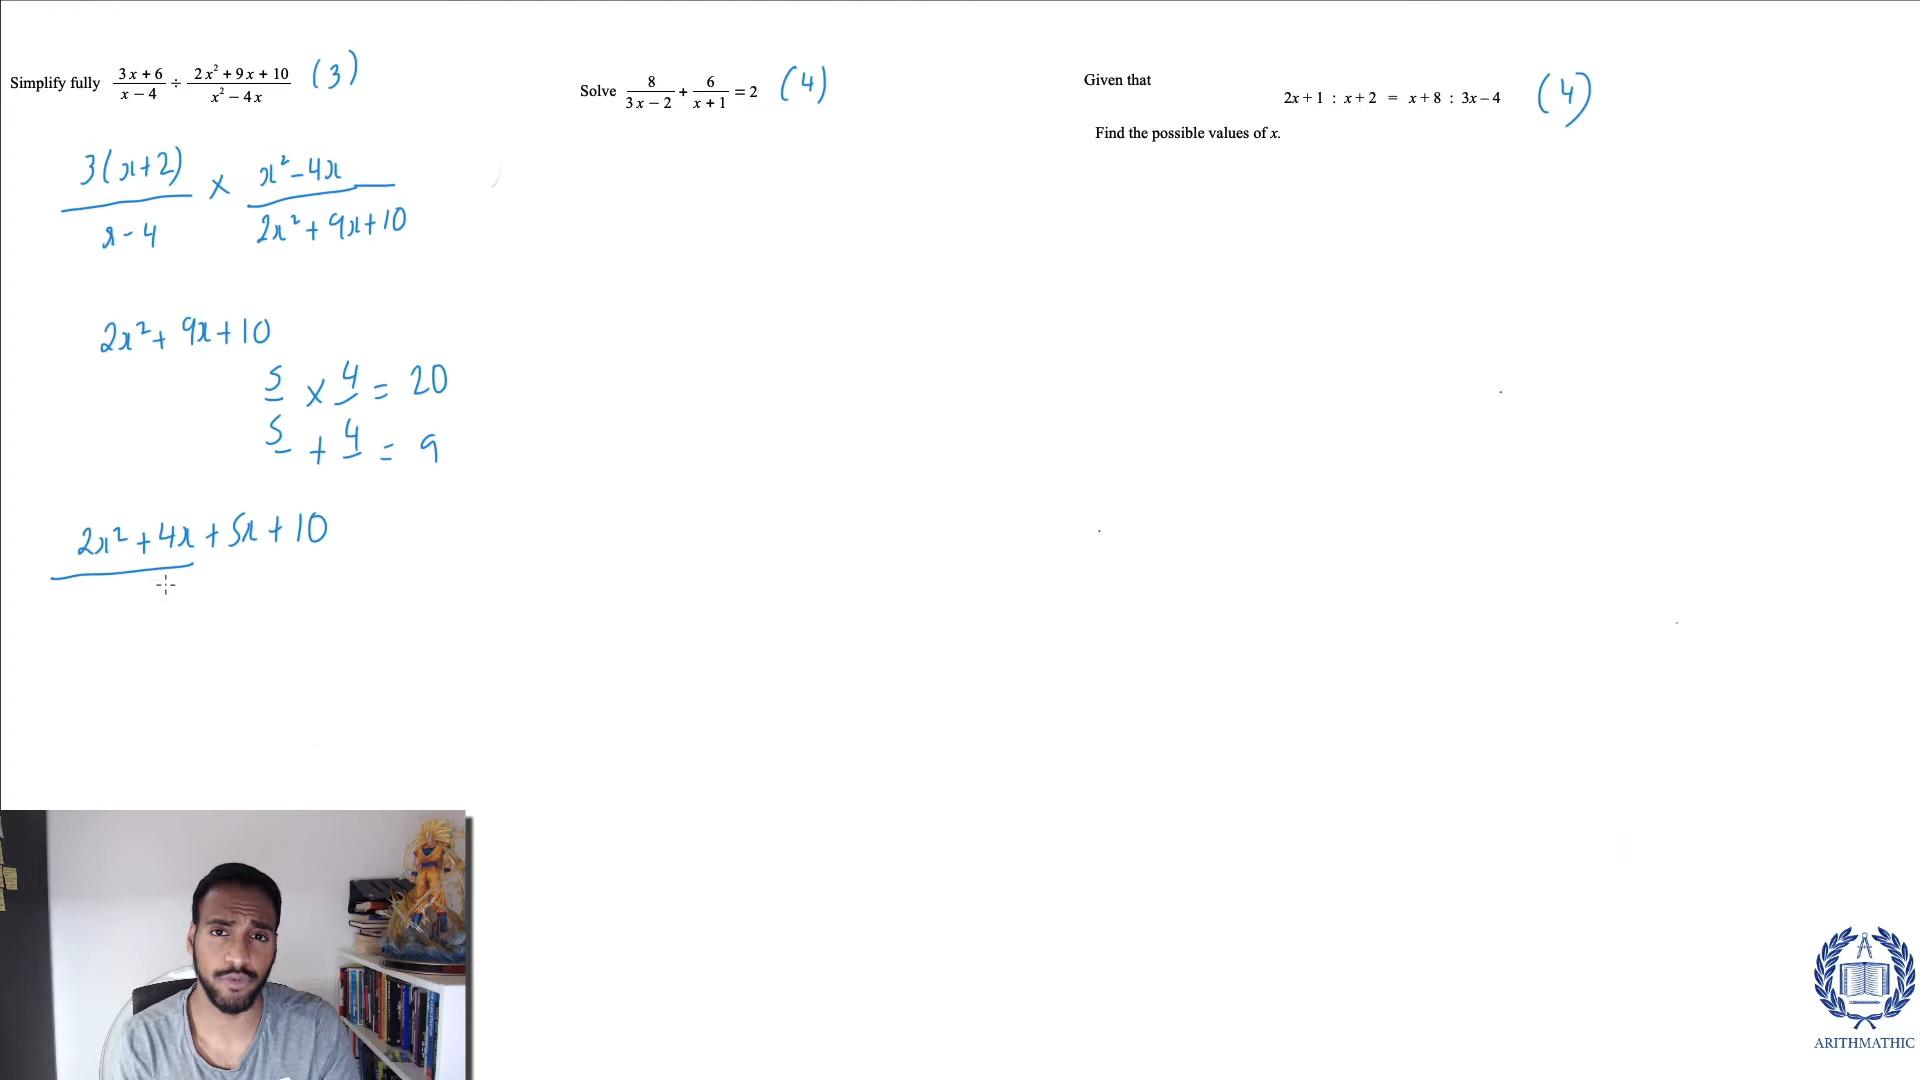 Simplify fully (3x + 6)/(x − 4) ÷ (2x² + 9x + 10)/(x² − 4x) (3)
3(x+2)/(x-4) × (x² - 4x)/(2x² + 9x + 10)
2x² + 9x + 10
5 × 4 = 20
5 + 4 = 9
2x² + 4x + 5x + 10
Solve 8/(3x − 2) + 6/(x + 1) = 2 (4)
Given that
2x + 1 : x + 2 = x + 8 : 3x – 4 (4)
Find the possible values of x.
ARITHMATHIC